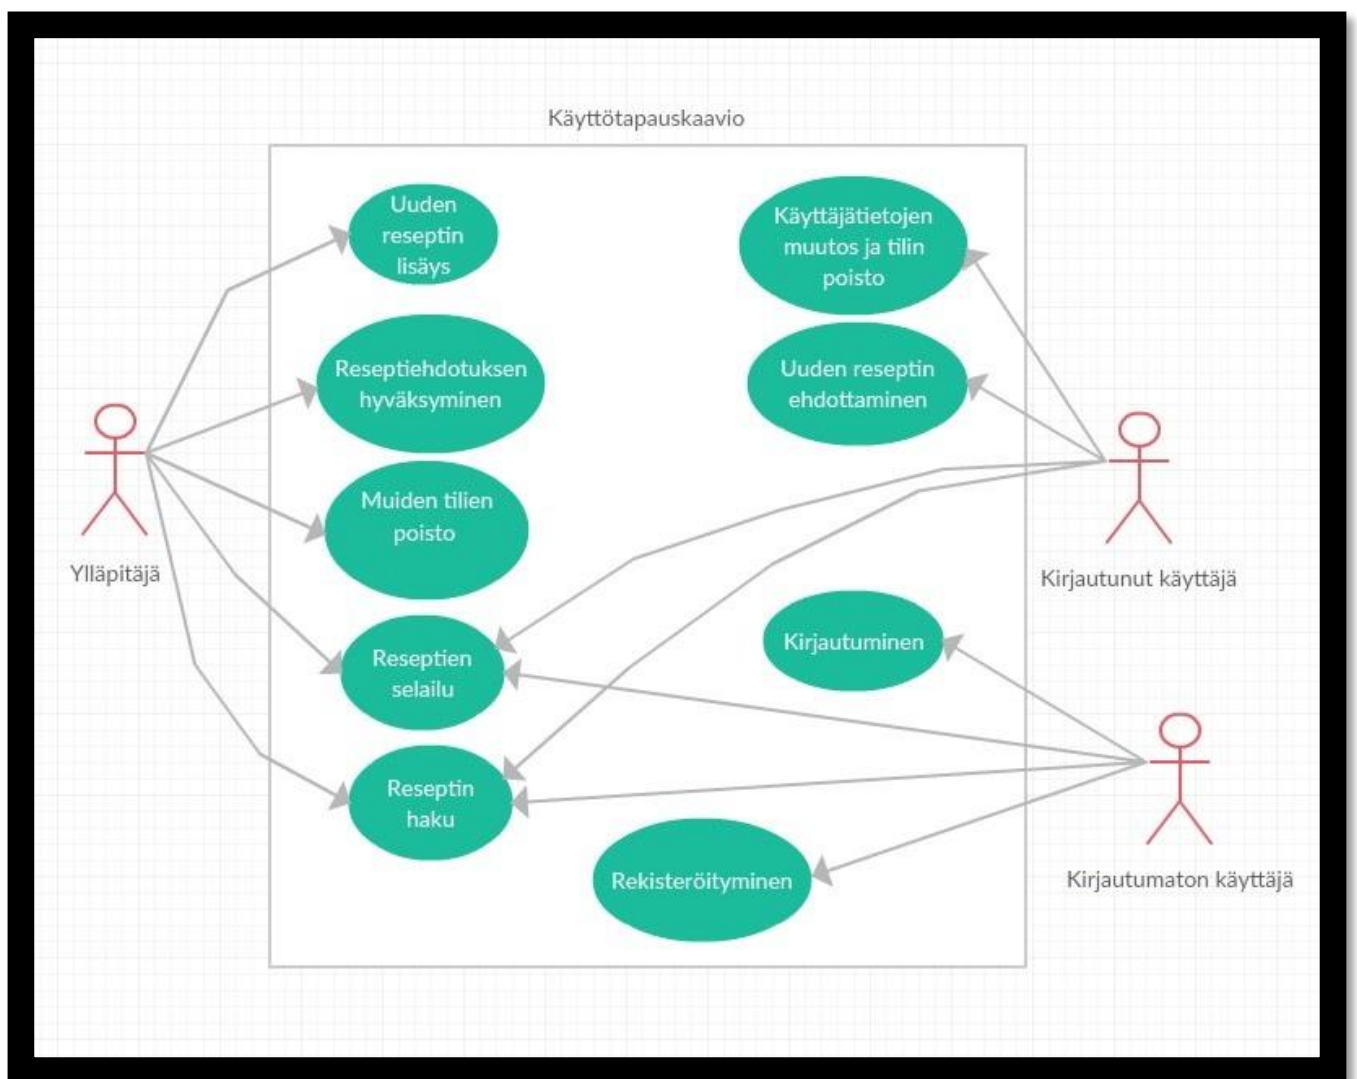 Käyttötapauskaavio
Uuden
reseptin
lisäys
Käyttäjätietojen
muutos ja tilin
poisto
Reseptiehdotuksen
hyväksyminen
Uuden reseptin
ehdottaminen
Muiden tilien
poisto
Ylläpitäjä
Kirjautunut käyttäjä
Reseptien
selailu
Kirjautuminen
Reseptin
haku
Rekisteröityminen
Kirjautumaton käyttäjä